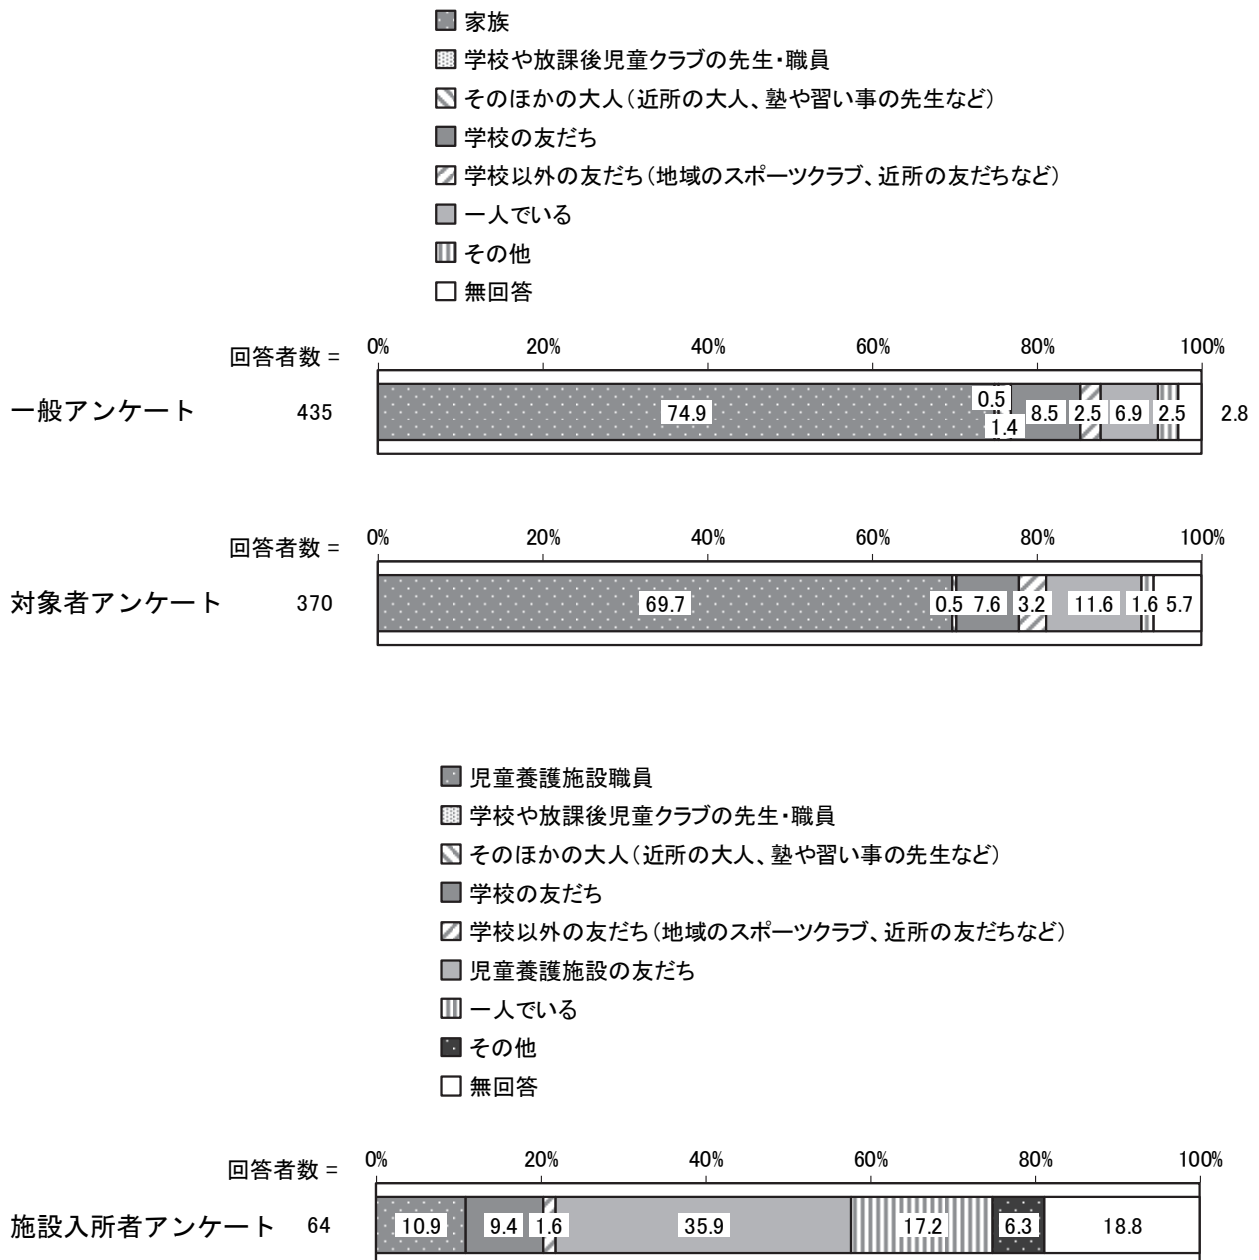 家族
学校や放課後児童クラブの先生・職員
そのほかの大人（近所の大人、塾や習い事の先生など）
学校の友だち
学校以外の友だち（地域のスポーツクラブ、近所の友だちなど）
一人でいる
その他
無回答
回答者数 = 0% 20% 40% 60% 80% 100%
一般アンケート 435 74.9 0.5 1.4 8.5 2.5 6.9 2.5 2.8
回答者数 = 0% 20% 40% 60% 80% 100%
対象者アンケート 370 69.7 0.5 7.6 3.2 11.6 1.6 5.7
児童養護施設職員
学校や放課後児童クラブの先生・職員
そのほかの大人（近所の大人、塾や習い事の先生など）
学校の友だち
学校以外の友だち（地域のスポーツクラブ、近所の友だちなど）
児童養護施設の友だち
一人でいる
その他
無回答
回答者数 = 0% 20% 40% 60% 80% 100%
施設入所者アンケート 64 10.9 9.4 1.6 35.9 17.2 6.3 18.8